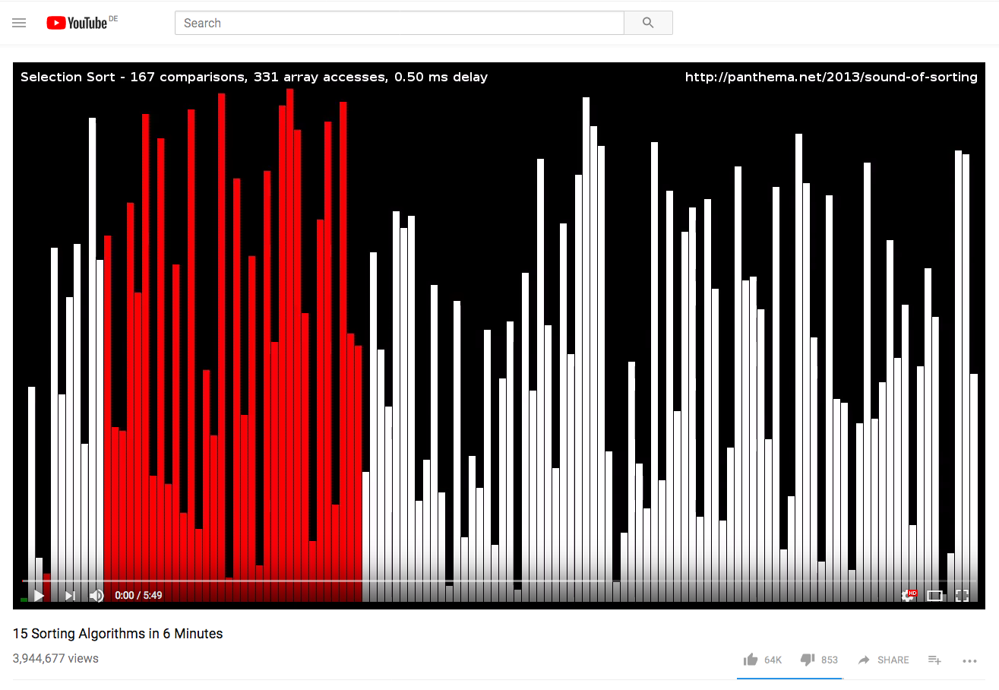 YouTube DE
Search
Selection Sort - 167 comparisons, 331 array accesses, 0.50 ms delay
http://panthema.net/2013/sound-of-sorting
0:00 / 5:49
HD
15 Sorting Algorithms in 6 Minutes
3,944,677 views
64K
853
SHARE